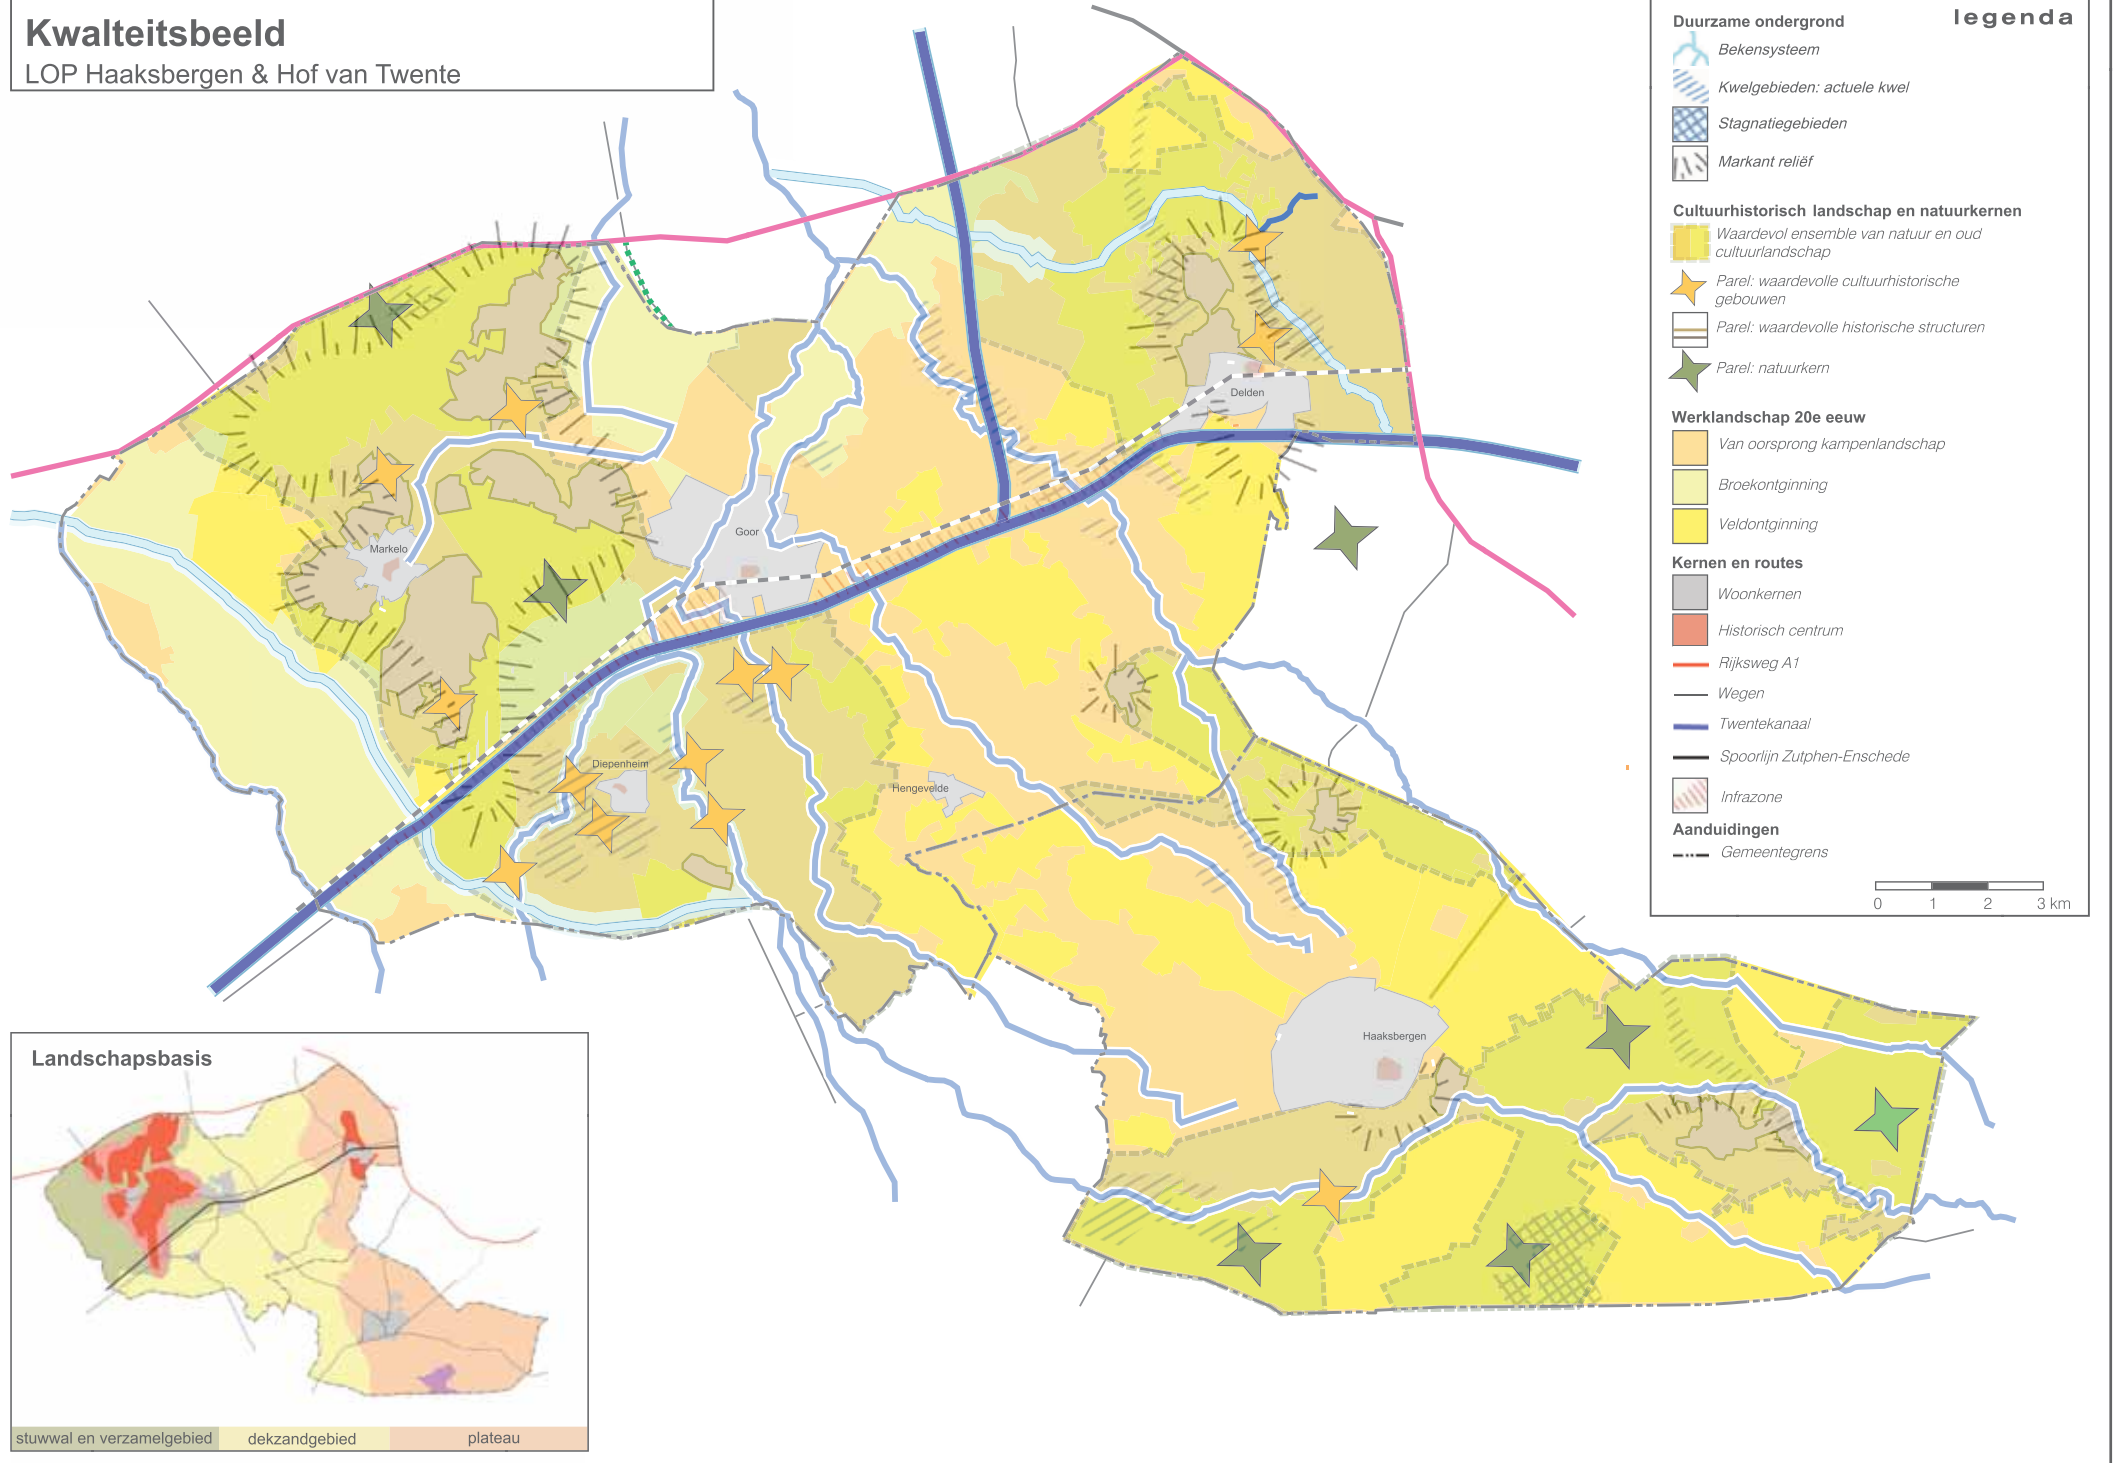 Kwalteitsbeeld
LOP Haaksbergen & Hof van Twente
legenda
Duurzame ondergrond
Bekensysteem
Kwelgebieden: actuele kwel
Stagnatiegebieden
Markant reliëf
Cultuurhistorisch landschap en natuurkernen
Waardevol ensemble van natuur en oud
cultuurlandschap
Parel: waardevolle cultuurhistorische
gebouwen
Parel: waardevolle historische structuren
Parel: natuurkern
Werklandschap 20e eeuw
Van oorsprong kampenlandschap
Broekontginning
Veldontginning
Kernen en routes
Woonkernen
Historisch centrum
Rijksweg A1
Wegen
Twentekanaal
Spoorlijn Zutphen-Enschede
Infrazone
Aanduidingen
Gemeentegrens
0 1 2 3 km
Delden
Goor
Markelo
Diepenheim
Hengevelde
Haaksbergen
Landschapsbasis
stuwwal en verzamelgebied
dekzandgebied
plateau